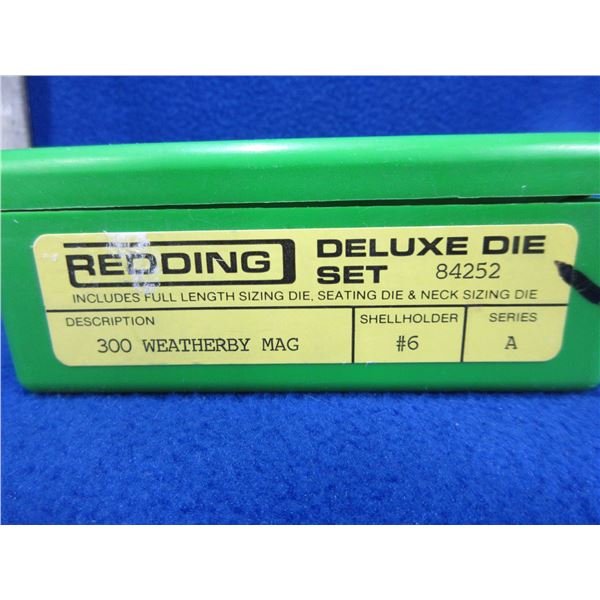 REDDING DELUXE DIE
SET 84252
INCLUDES FULL LENGTH SIZING DIE, SEATING DIE & NECK SIZING DIE
DESCRIPTION SHELLHOLDER SERIES
300 WEATHERBY MAG #6 A